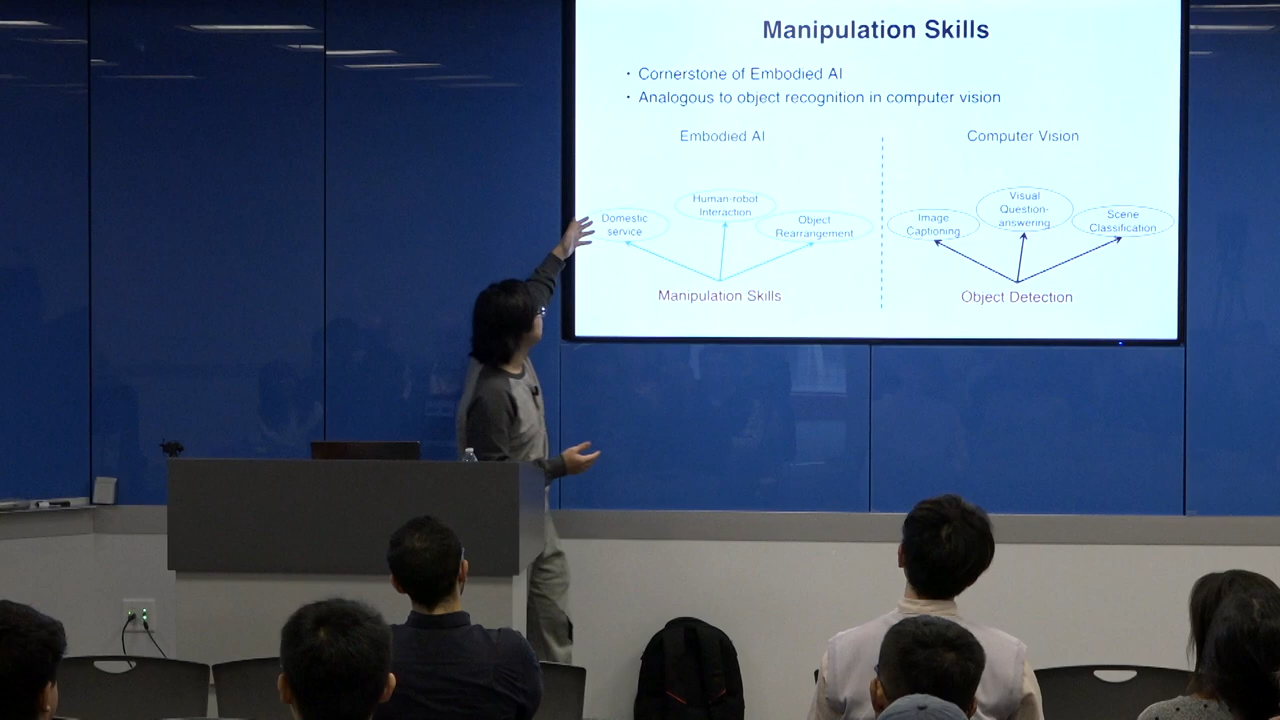 Manipulation Skills
· Cornerstone of Embodied AI
· Analogous to object recognition in computer vision
Embodied AI
Computer Vision
Domestic
service
Human-robot
Interaction
Object
Rearrangement
Image
Captioning
Visual
Question-
answering
Scene
Classification
Manipulation Skills
Object Detection